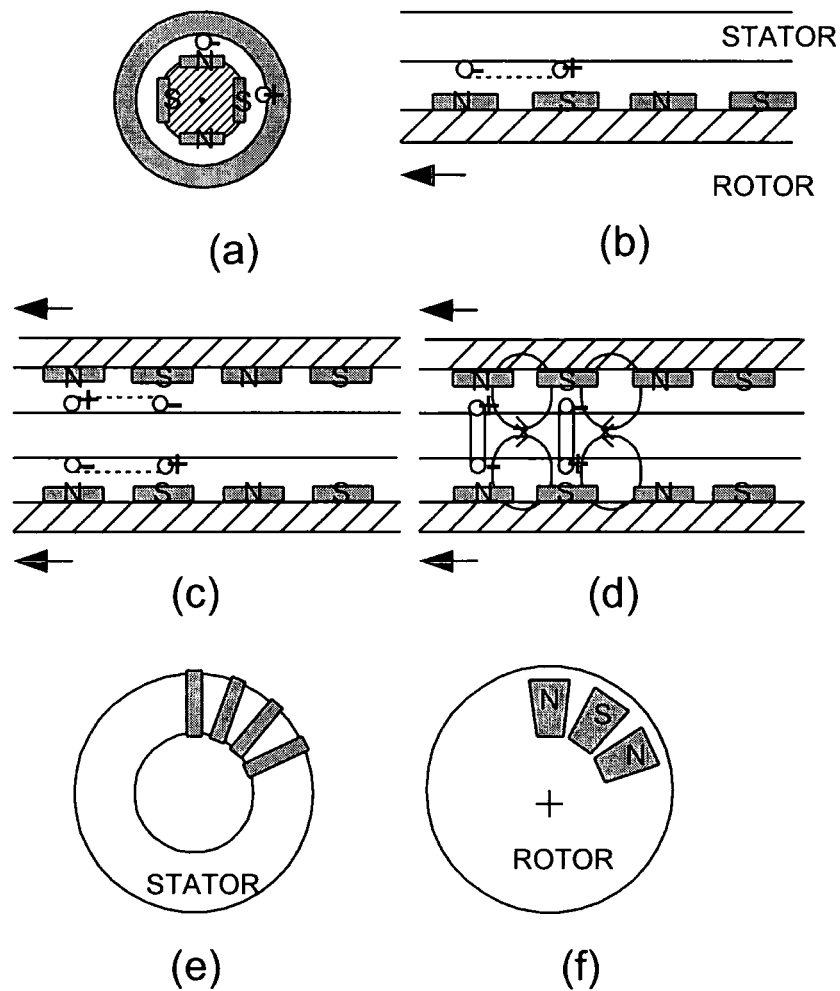 N
S S
N
- +
(a)
STATOR
- +
N S N S
ROTOR
(b)
N S N S
+ -
- +
N S N S
(c)
N S N S
+ -
- +
N S N S
(d)
STATOR
(e)
N S N
ROTOR
(f)